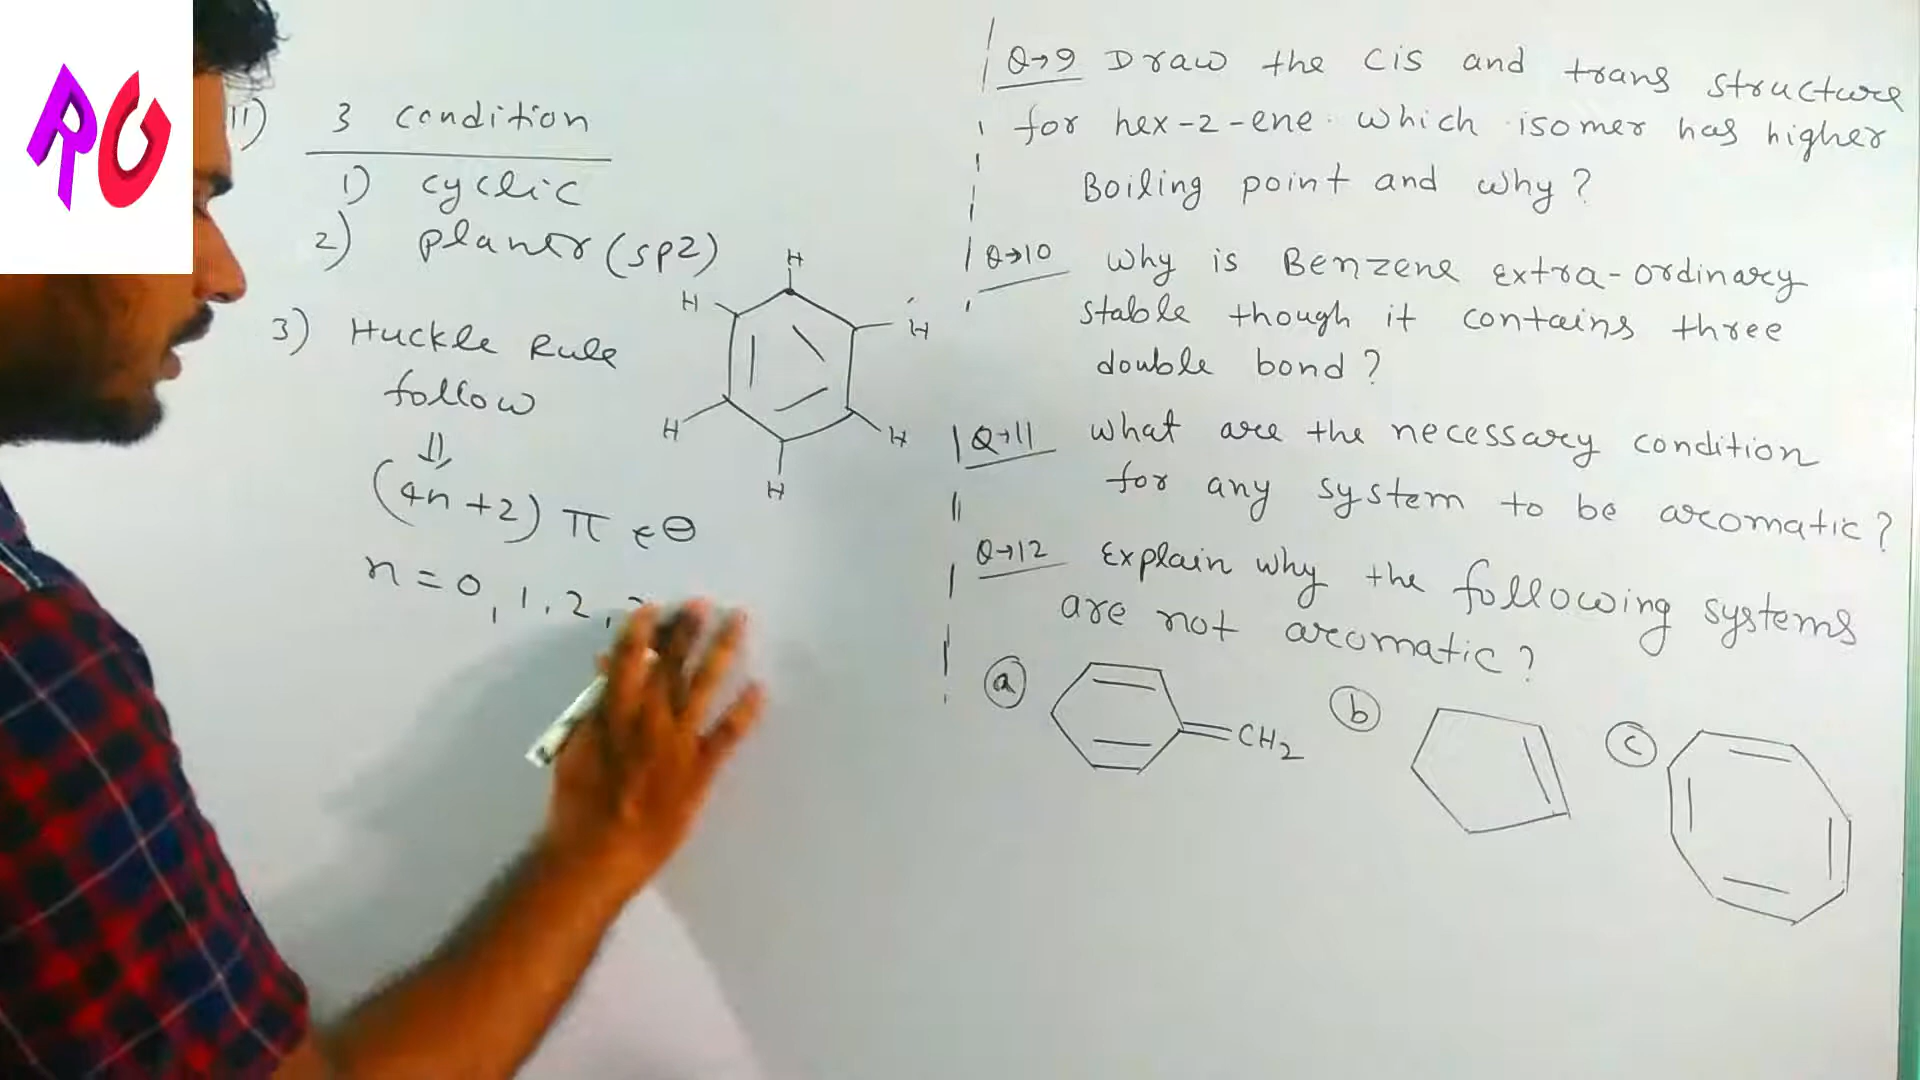 RG
11) 3 condition
1) cyclic
2) planer (sp2)
3) Huckle Rule
follow
⇓
(4n+2) π e⊖
n = 0, 1, 2,
H
H
H
H
H
H
Q→9 Draw the cis and trans structure
for hex-2-ene. which isomer has higher
Boiling point and why?
Q→10 why is Benzene extra-ordinary
stable though it contains three
double bond?
Q→11 what are the necessary condition
for any system to be aromatic?
Q→12 Explain why the following systems
are not aromatic?
(a) =CH2 (b) (c)